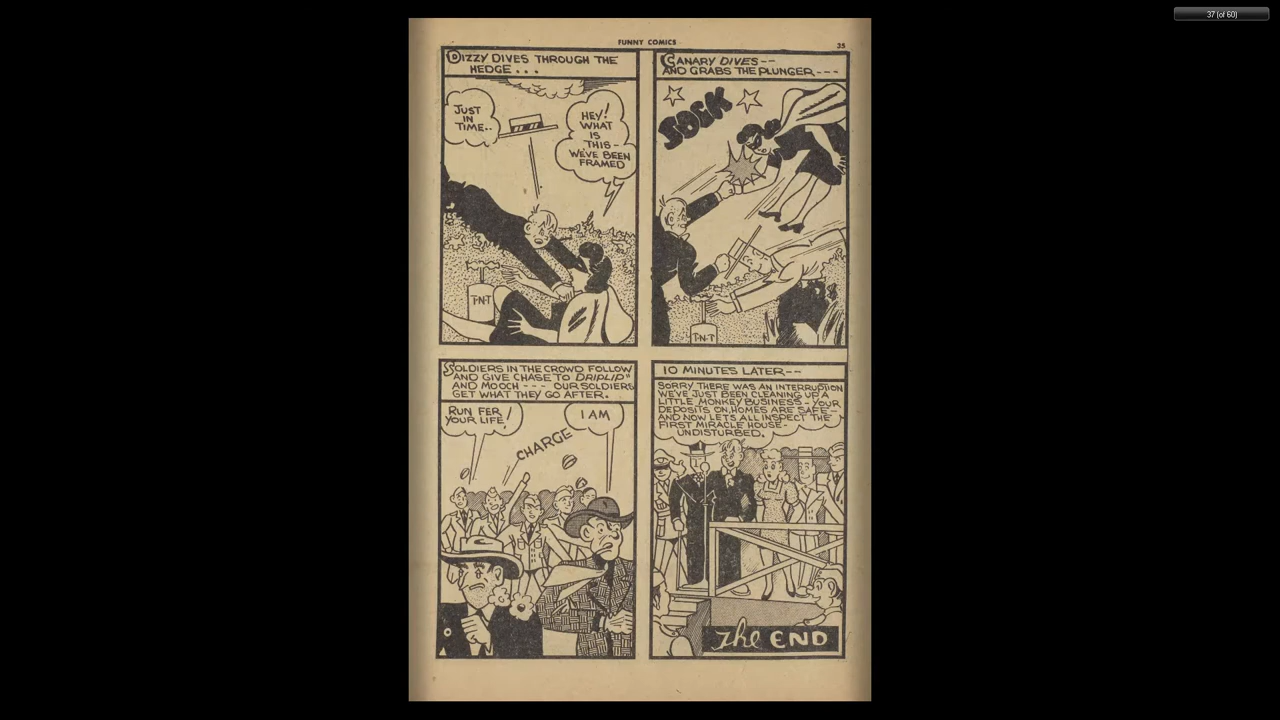 37 (of 60)
FUNNY COMICS
35
DIZZY DIVES THROUGH THE
HEDGE...
JUST
IN
TIME..
HEY!
WHAT
IS
THIS-
WE'VE BEEN
FRAMED
T-N-T
CANARY DIVES--
AND GRABS THE PLUNGER---
SOCK
T-N-T
SOLDIERS IN THE CROWD FOLLOW
AND GIVE CHASE TO DRIPLIP"
AND MOOCH --- OUR SOLDIERS
GET WHAT THEY GO AFTER.
RUN FER
YOUR LIFE!
I AM
CHARGE
10 MINUTES LATER--
SORRY THERE WAS AN INTERRUPTION
WE'VE JUST BEEN CLEANING UP A
LITTLE MONKEY BUSINESS - YOUR
DEPOSITS ON HOMES ARE SAFE-
AND NOW LETS ALL INSPECT THE
FIRST MIRACLE HOUSE-
UNDISTURBED.
The END